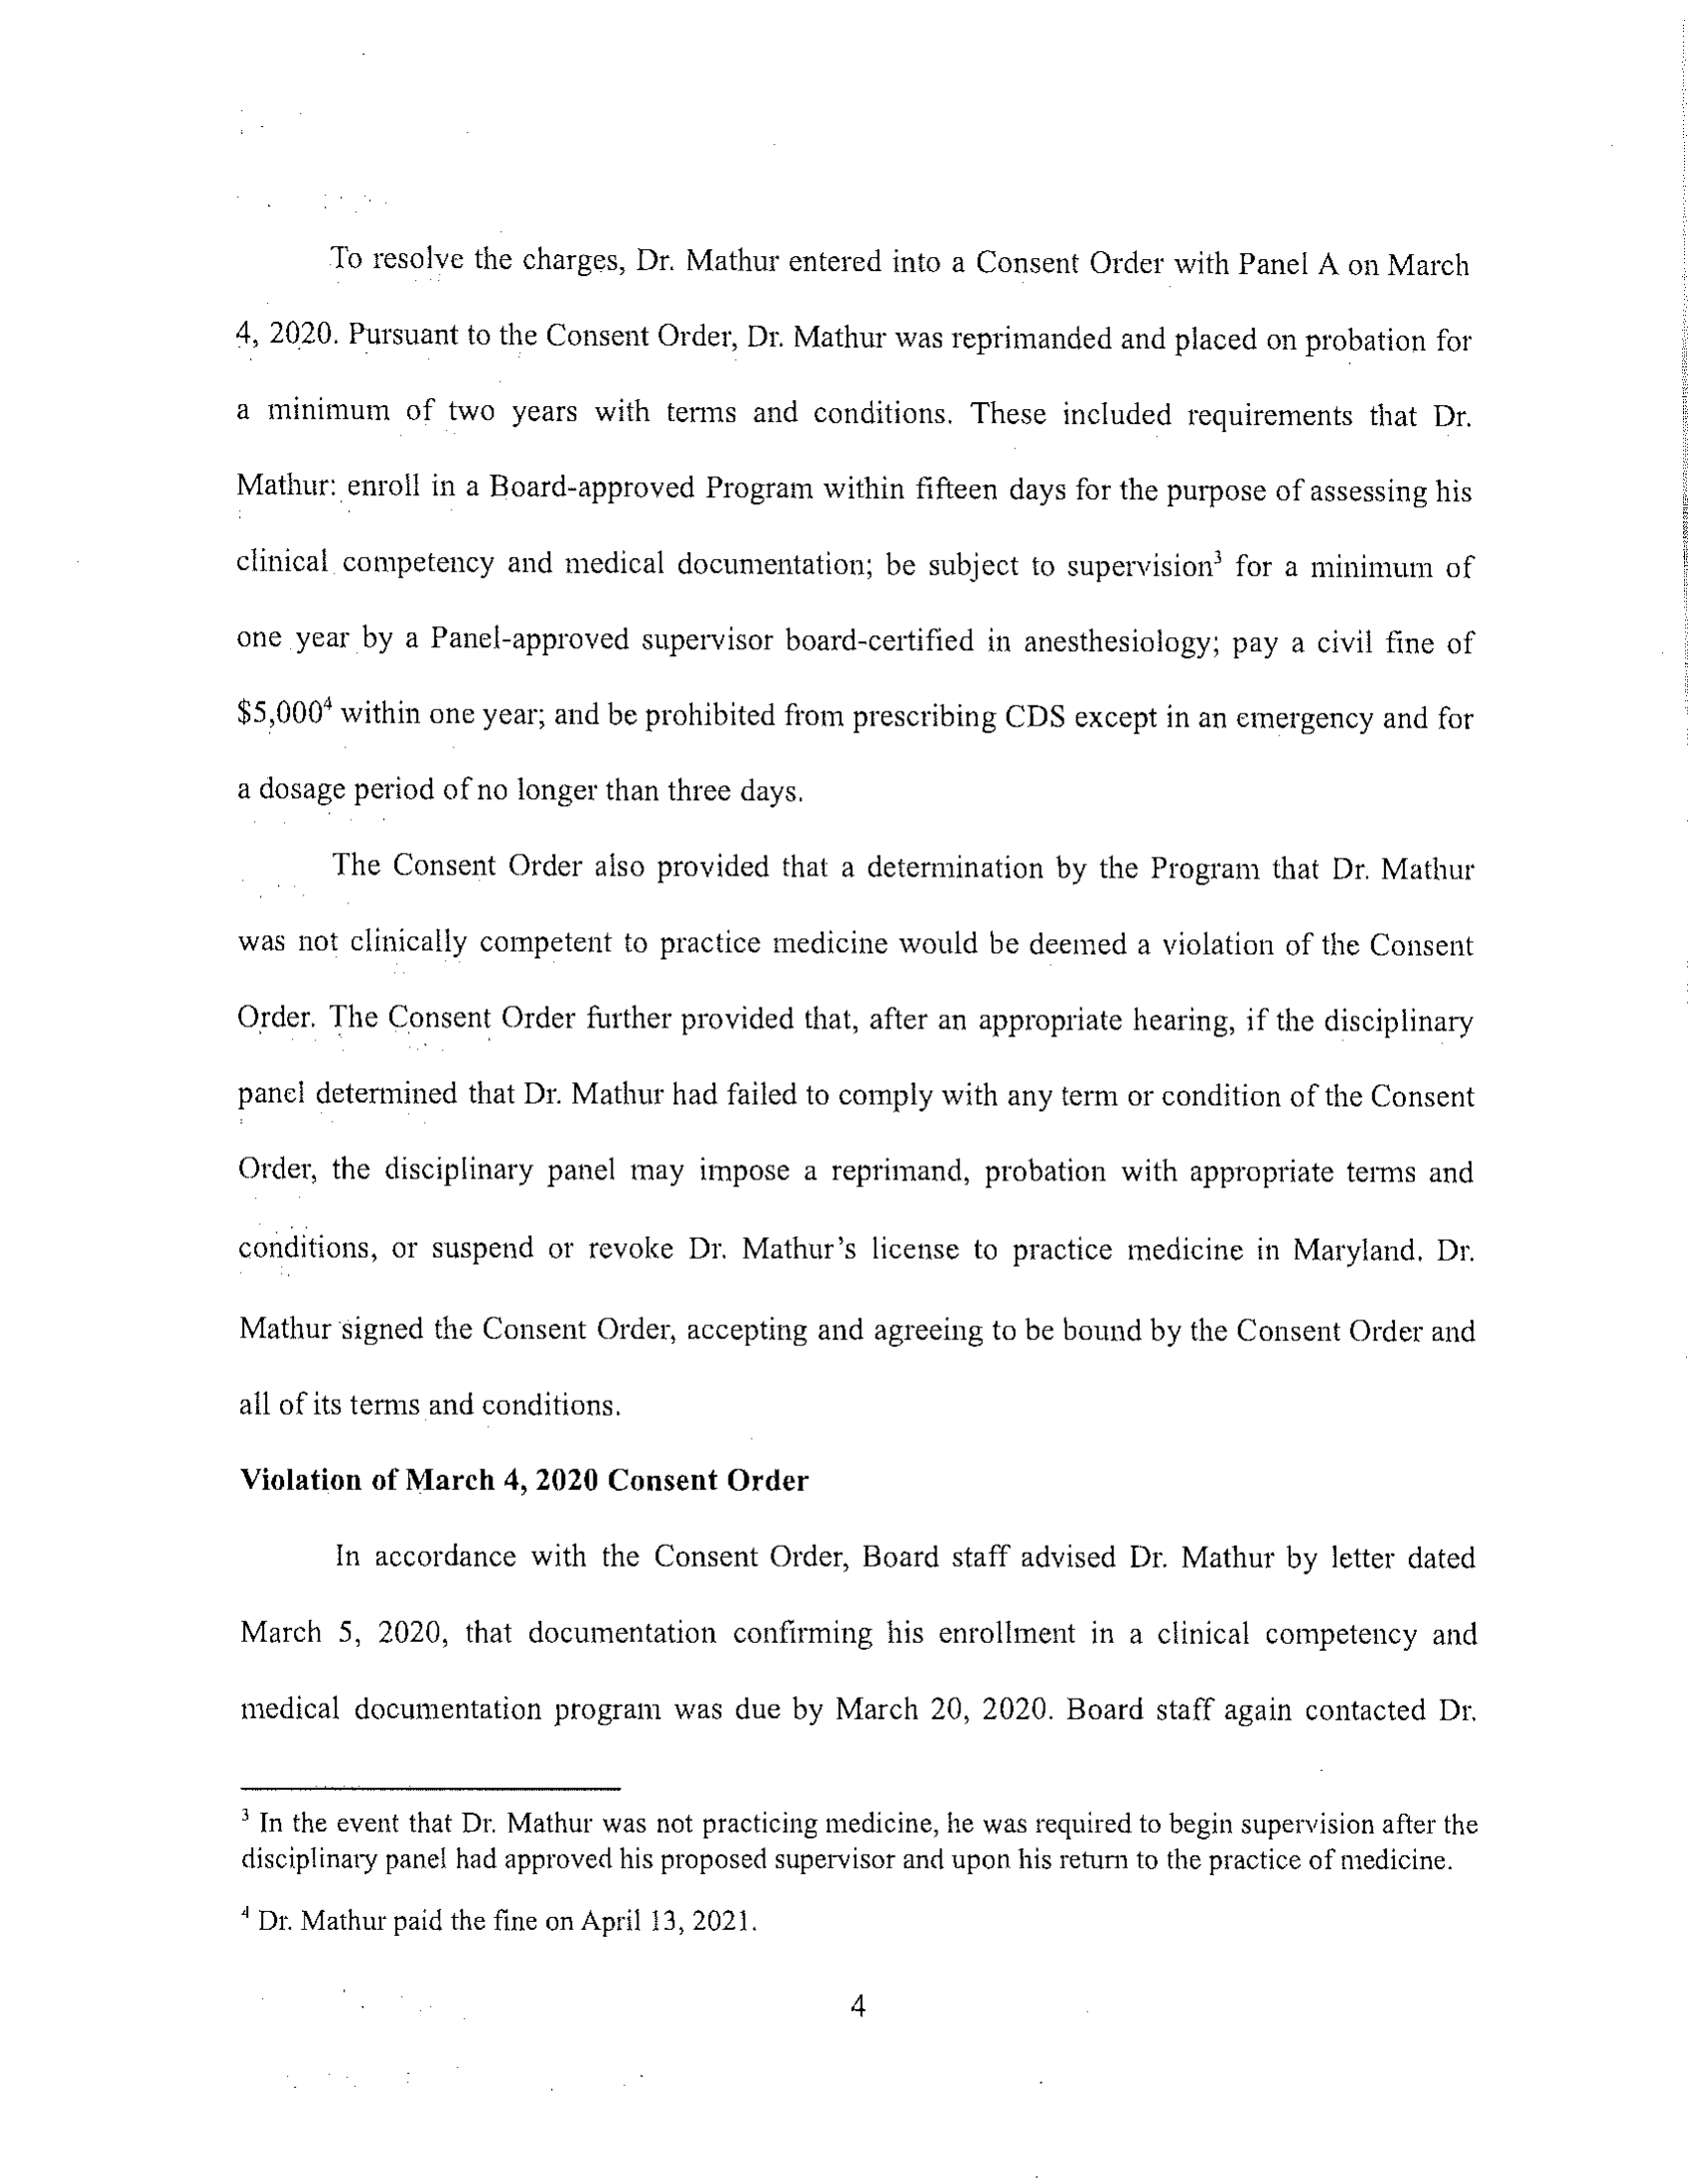 To resolve the charges, Dr. Mathur entered into a Consent Order with Panel A on March
4, 2020. Pursuant to the Consent Order, Dr. Mathur was reprimanded and placed on probation for
a minimum of two years with terms and conditions. These included requirements that Dr.
Mathur: enroll in a Board-approved Program within fifteen days for the purpose of assessing his
clinical competency and medical documentation; be subject to supervision³ for a minimum of
one year by a Panel-approved supervisor board-certified in anesthesiology; pay a civil fine of
$5,000⁴ within one year; and be prohibited from prescribing CDS except in an emergency and for
a dosage period of no longer than three days.
The Consent Order also provided that a determination by the Program that Dr. Mathur
was not clinically competent to practice medicine would be deemed a violation of the Consent
Order. The Consent Order further provided that, after an appropriate hearing, if the disciplinary
panel determined that Dr. Mathur had failed to comply with any term or condition of the Consent
Order, the disciplinary panel may impose a reprimand, probation with appropriate terms and
conditions, or suspend or revoke Dr. Mathur's license to practice medicine in Maryland. Dr.
Mathur signed the Consent Order, accepting and agreeing to be bound by the Consent Order and
all of its terms and conditions.
Violation of March 4, 2020 Consent Order
In accordance with the Consent Order, Board staff advised Dr. Mathur by letter dated
March 5, 2020, that documentation confirming his enrollment in a clinical competency and
medical documentation program was due by March 20, 2020. Board staff again contacted Dr.
³ In the event that Dr. Mathur was not practicing medicine, he was required to begin supervision after the
disciplinary panel had approved his proposed supervisor and upon his return to the practice of medicine.
⁴ Dr. Mathur paid the fine on April 13, 2021.
4